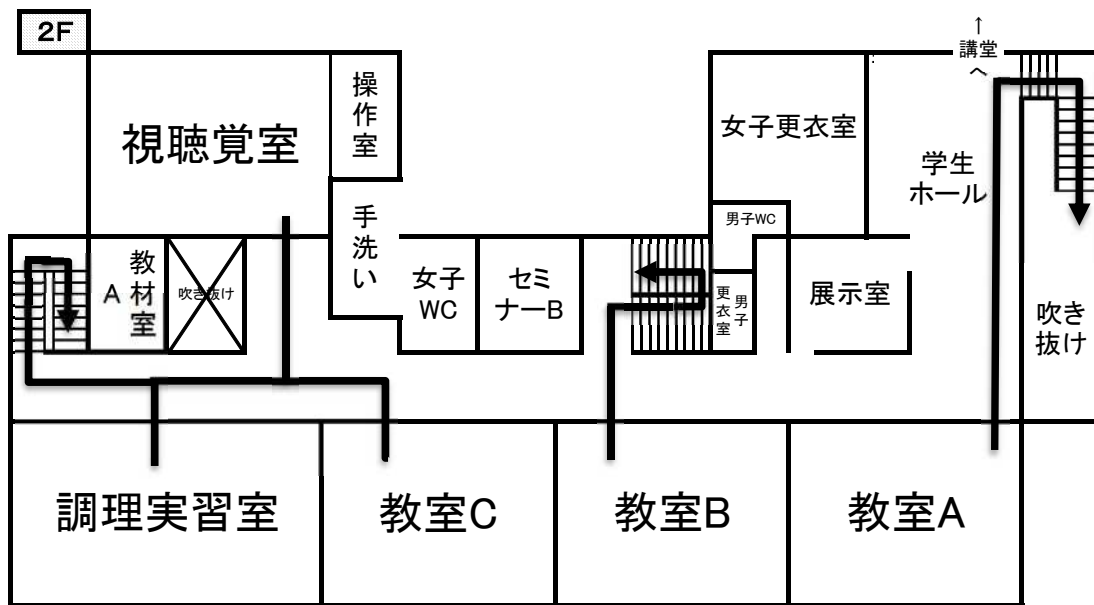 2F
↑
講堂
へ
操作室
視聴覚室
女子更衣室
学生
ホール
手洗い
男子WC
教材室
A
吹き抜け
女子
WC
セミ
ナーB
男子
更衣室
展示室
吹き
抜け
調理実習室
教室C
教室B
教室A